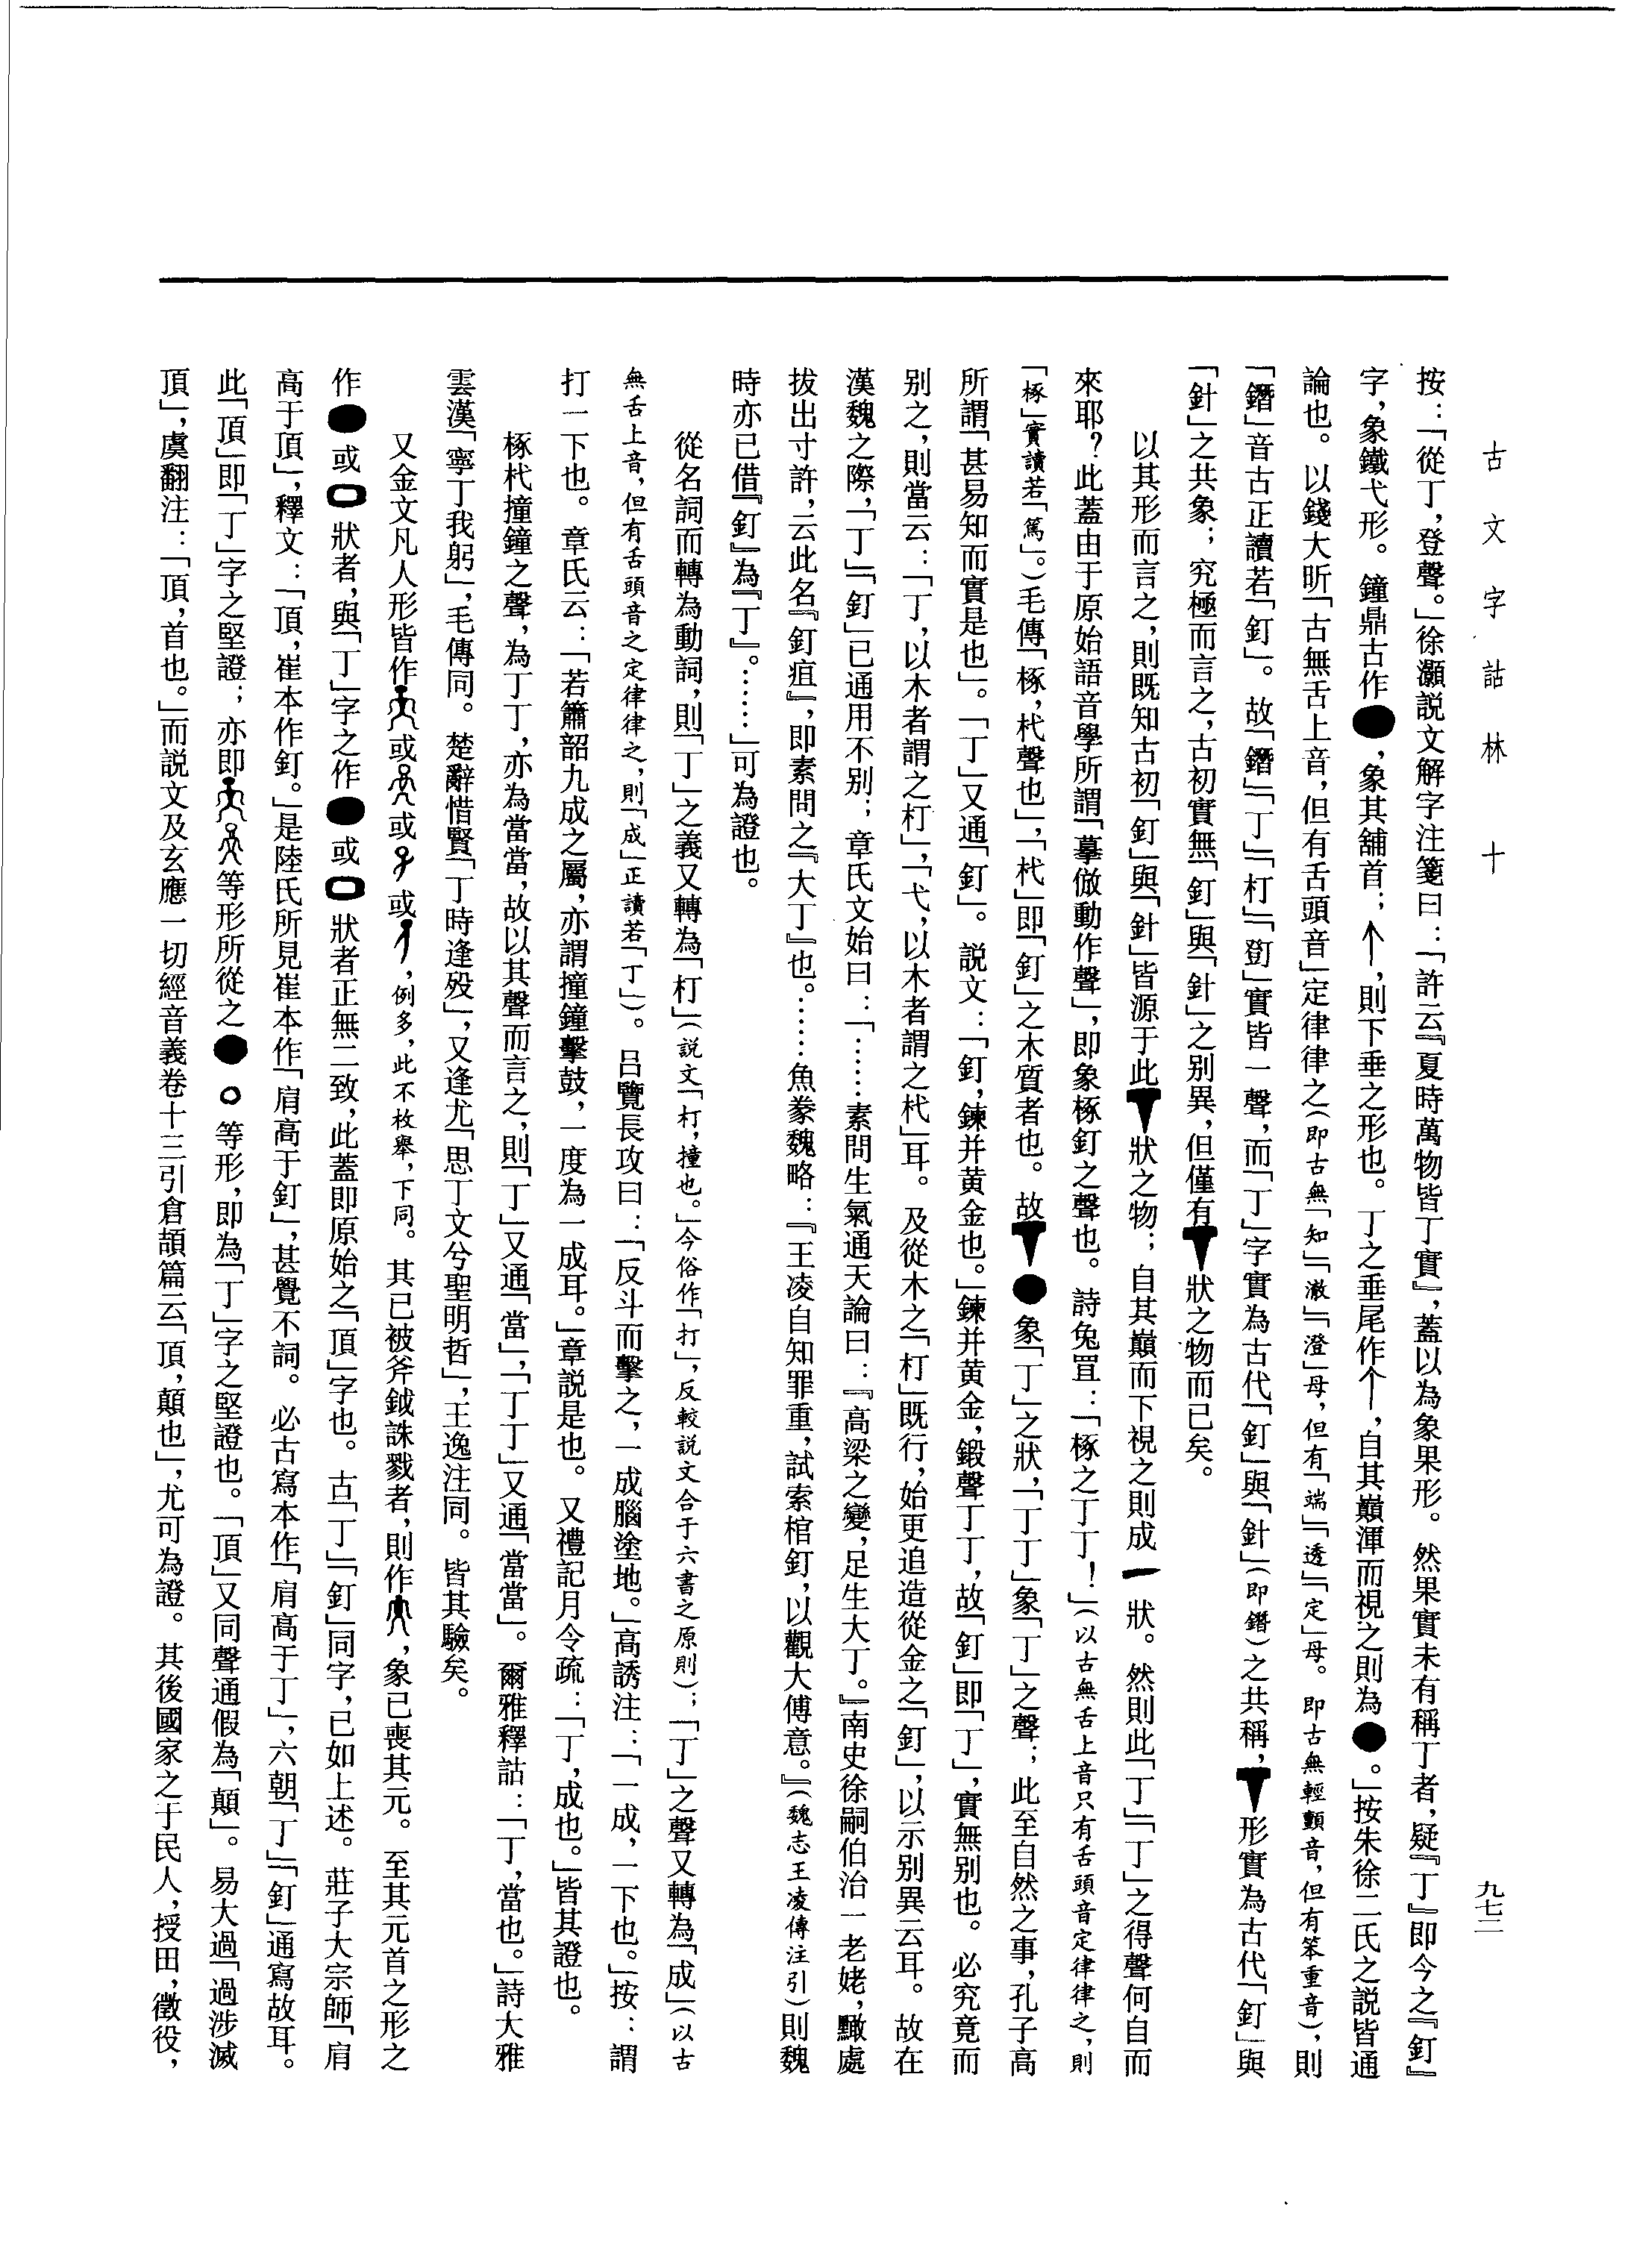 古文字詁林 十
九七二
按：「從丁，登聲。」徐灝説文解字注箋曰：「許云『夏時萬物皆丁實』，蓋以為象果形。然果實未有稱丁者，疑『丁』即今之『釘』
字，象鐵弋形。鐘鼎古作●，象其舖首；↑，則下垂之形也。丁之垂尾作个，自其巔渾而視之則為●。」按朱徐二氏之説皆通
論也。以錢大昕「古無舌上音，但有舌頭音」定律律之（即古無「知」「澈」「澄」母，但有「端」「透」「定」母。即古無輕顫音，但有笨重音），則
「鐕」音古正讀若「釘」。故「鐕」「丁」「朾」「䔲」實皆一聲，而「丁」字實為古代「釘」與「針」（即鐕）之共稱，▼形實為古代「釘」與
「針」之共象；究極而言之，古初實無「釘」與「針」之别異，但僅有▼狀之物而已矣。
以其形而言之，則既知古初「釘」與「針」皆源于此▼狀之物；自其巔而下視之則成━狀。然則此「丁」「丁」之得聲何自而
來耶？此蓋由于原始語音學所謂「摹倣動作聲」，即象椓釘之聲也。詩兔罝：「椓之丁丁！」（以古無舌上音只有舌頭音定律律之，則
「椓」實讀若「篤」。）毛傳「椓，杙聲也」，「杙」即「釘」之木質者也。故▼●象「丁」之狀，「丁丁」象「丁」之聲；此至自然之事，孔子高
所謂「甚易知而實是也」。「丁」又通「釘」。説文：「釘，鍊并黄金也。」鍊并黄金，鍛聲丁丁，故「釘」即「丁」，實無别也。必究竟而
别之，則當云：「丁，以木者謂之朾」，「弋，以木者謂之杙」耳。及從木之「朾」既行，始更追造從金之「釘」，以示别異云耳。故在
漢魏之際，「丁」「釘」已通用不别；章氏文始曰：「……素問生氣通天論曰：『高梁之變，足生大丁。』南史徐嗣伯治一老姥，黵處
拔出寸許，云此名『釘疽』，即素問之『大丁』也。……魚豢魏略：『王凌自知罪重，試索棺釘，以觀大傅意。』（魏志王凌傳注引）則魏
時亦已借『釘』為『丁』。……」可為證也。
從名詞而轉為動詞，則「丁」之義又轉為「朾」（説文「朾，撞也。」今俗作「打」，反較説文合于六書之原則）；「丁」之聲又轉為「成」（以古
無舌上音，但有舌頭音之定律律之，則「成」正讀若「丁」）。呂覽長攻曰：「反斗而擊之，一成腦塗地。」高誘注：「一成，一下也。」按：謂
打一下也。章氏云：「若簫韶九成之屬，亦謂撞鐘擊鼓，一度為一成耳。」章説是也。又禮記月令疏：「丁，成也。」皆其證也。
椓杙撞鐘之聲，為丁丁，亦為當當，故以其聲而言之，則「丁」又通「當」，「丁丁」又通「當當」。爾雅釋詁：「丁，當也。」詩大雅
雲漢「寧丁我躬」，毛傳同。楚辭惜賢「丁時逢殁」，又逢尤「思丁文兮聖明哲」，王逸注同。皆其驗矣。
又金文凡人形皆作或或或，例多，此不枚舉，下同。其已被斧鉞誅戮者，則作，象已喪其元。至其元首之形之
作●或▭狀者，與「丁」字之作●或▭狀者正無二致，此蓋即原始之「頂」字也。古「丁」「釘」同字，已如上述。莊子大宗師「肩
高于頂」，釋文：「頂，崔本作釘。」是陸氏所見崔本作「肩高于釘」，甚覺不詞。必古寫本作「肩高于丁」，六朝「丁」「釘」通寫故耳。
此「頂」即「丁」字之堅證；亦即等形所從之●○等形，即為「丁」字之堅證也。「頂」又同聲通假為「顛」。易大過「過涉滅
頂」，虞翻注：「頂，首也。」而説文及玄應一切經音義卷十三引倉頡篇云「頂，顛也」，尤可為證。其後國家之于民人，授田，徵役，